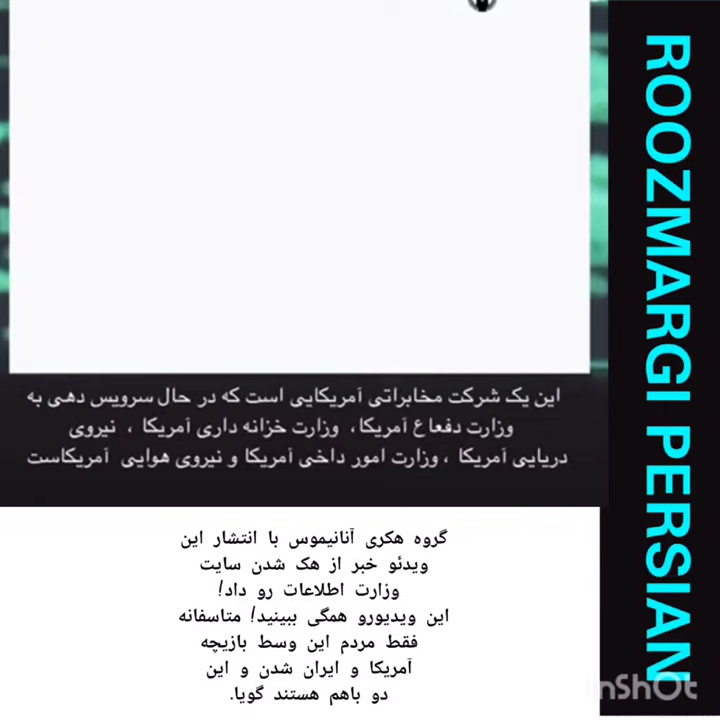 این یک شرکت مخابراتی آمریکایی است که در حال سرویس دهی به
وزارت دفعاع آمریکا، وزارت خزانه داری آمریکا ، نیروی
دریایی آمریکا ، وزارت امور داخی آمریکا و نیروی هوایی آمریکاست
گروه هکری آنانیموس با انتشار این
ویدئو خبر از هک شدن سایت
وزارت اطلاعات رو داد!
این ویدیورو همگی ببینید! متاسفانه
فقط مردم این وسط بازیچه
آمریکا و ایران شدن و این
دو باهم هستند گویا.
ROOZMARGI PERSIAN
InShOt